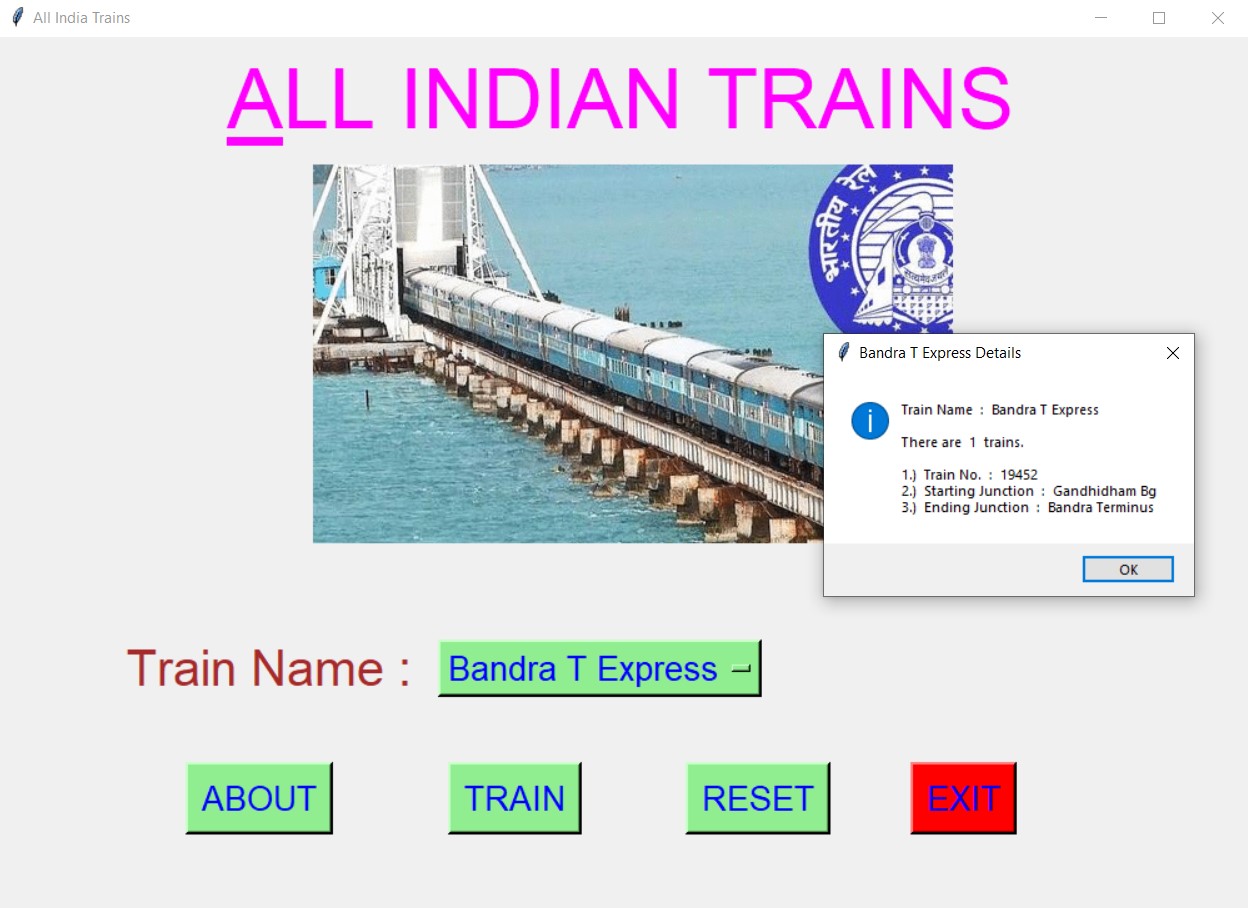 All India Trains
ALL INDIAN TRAINS
भारतीय रेल
सत्यमेव जयते
Bandra T Express Details
Train Name : Bandra T Express
There are 1 trains.
1.) Train No. : 19452
2.) Starting Junction : Gandhidham Bg
3.) Ending Junction : Bandra Terminus
OK
Train Name :
Bandra T Express
ABOUT
TRAIN
RESET
EXIT